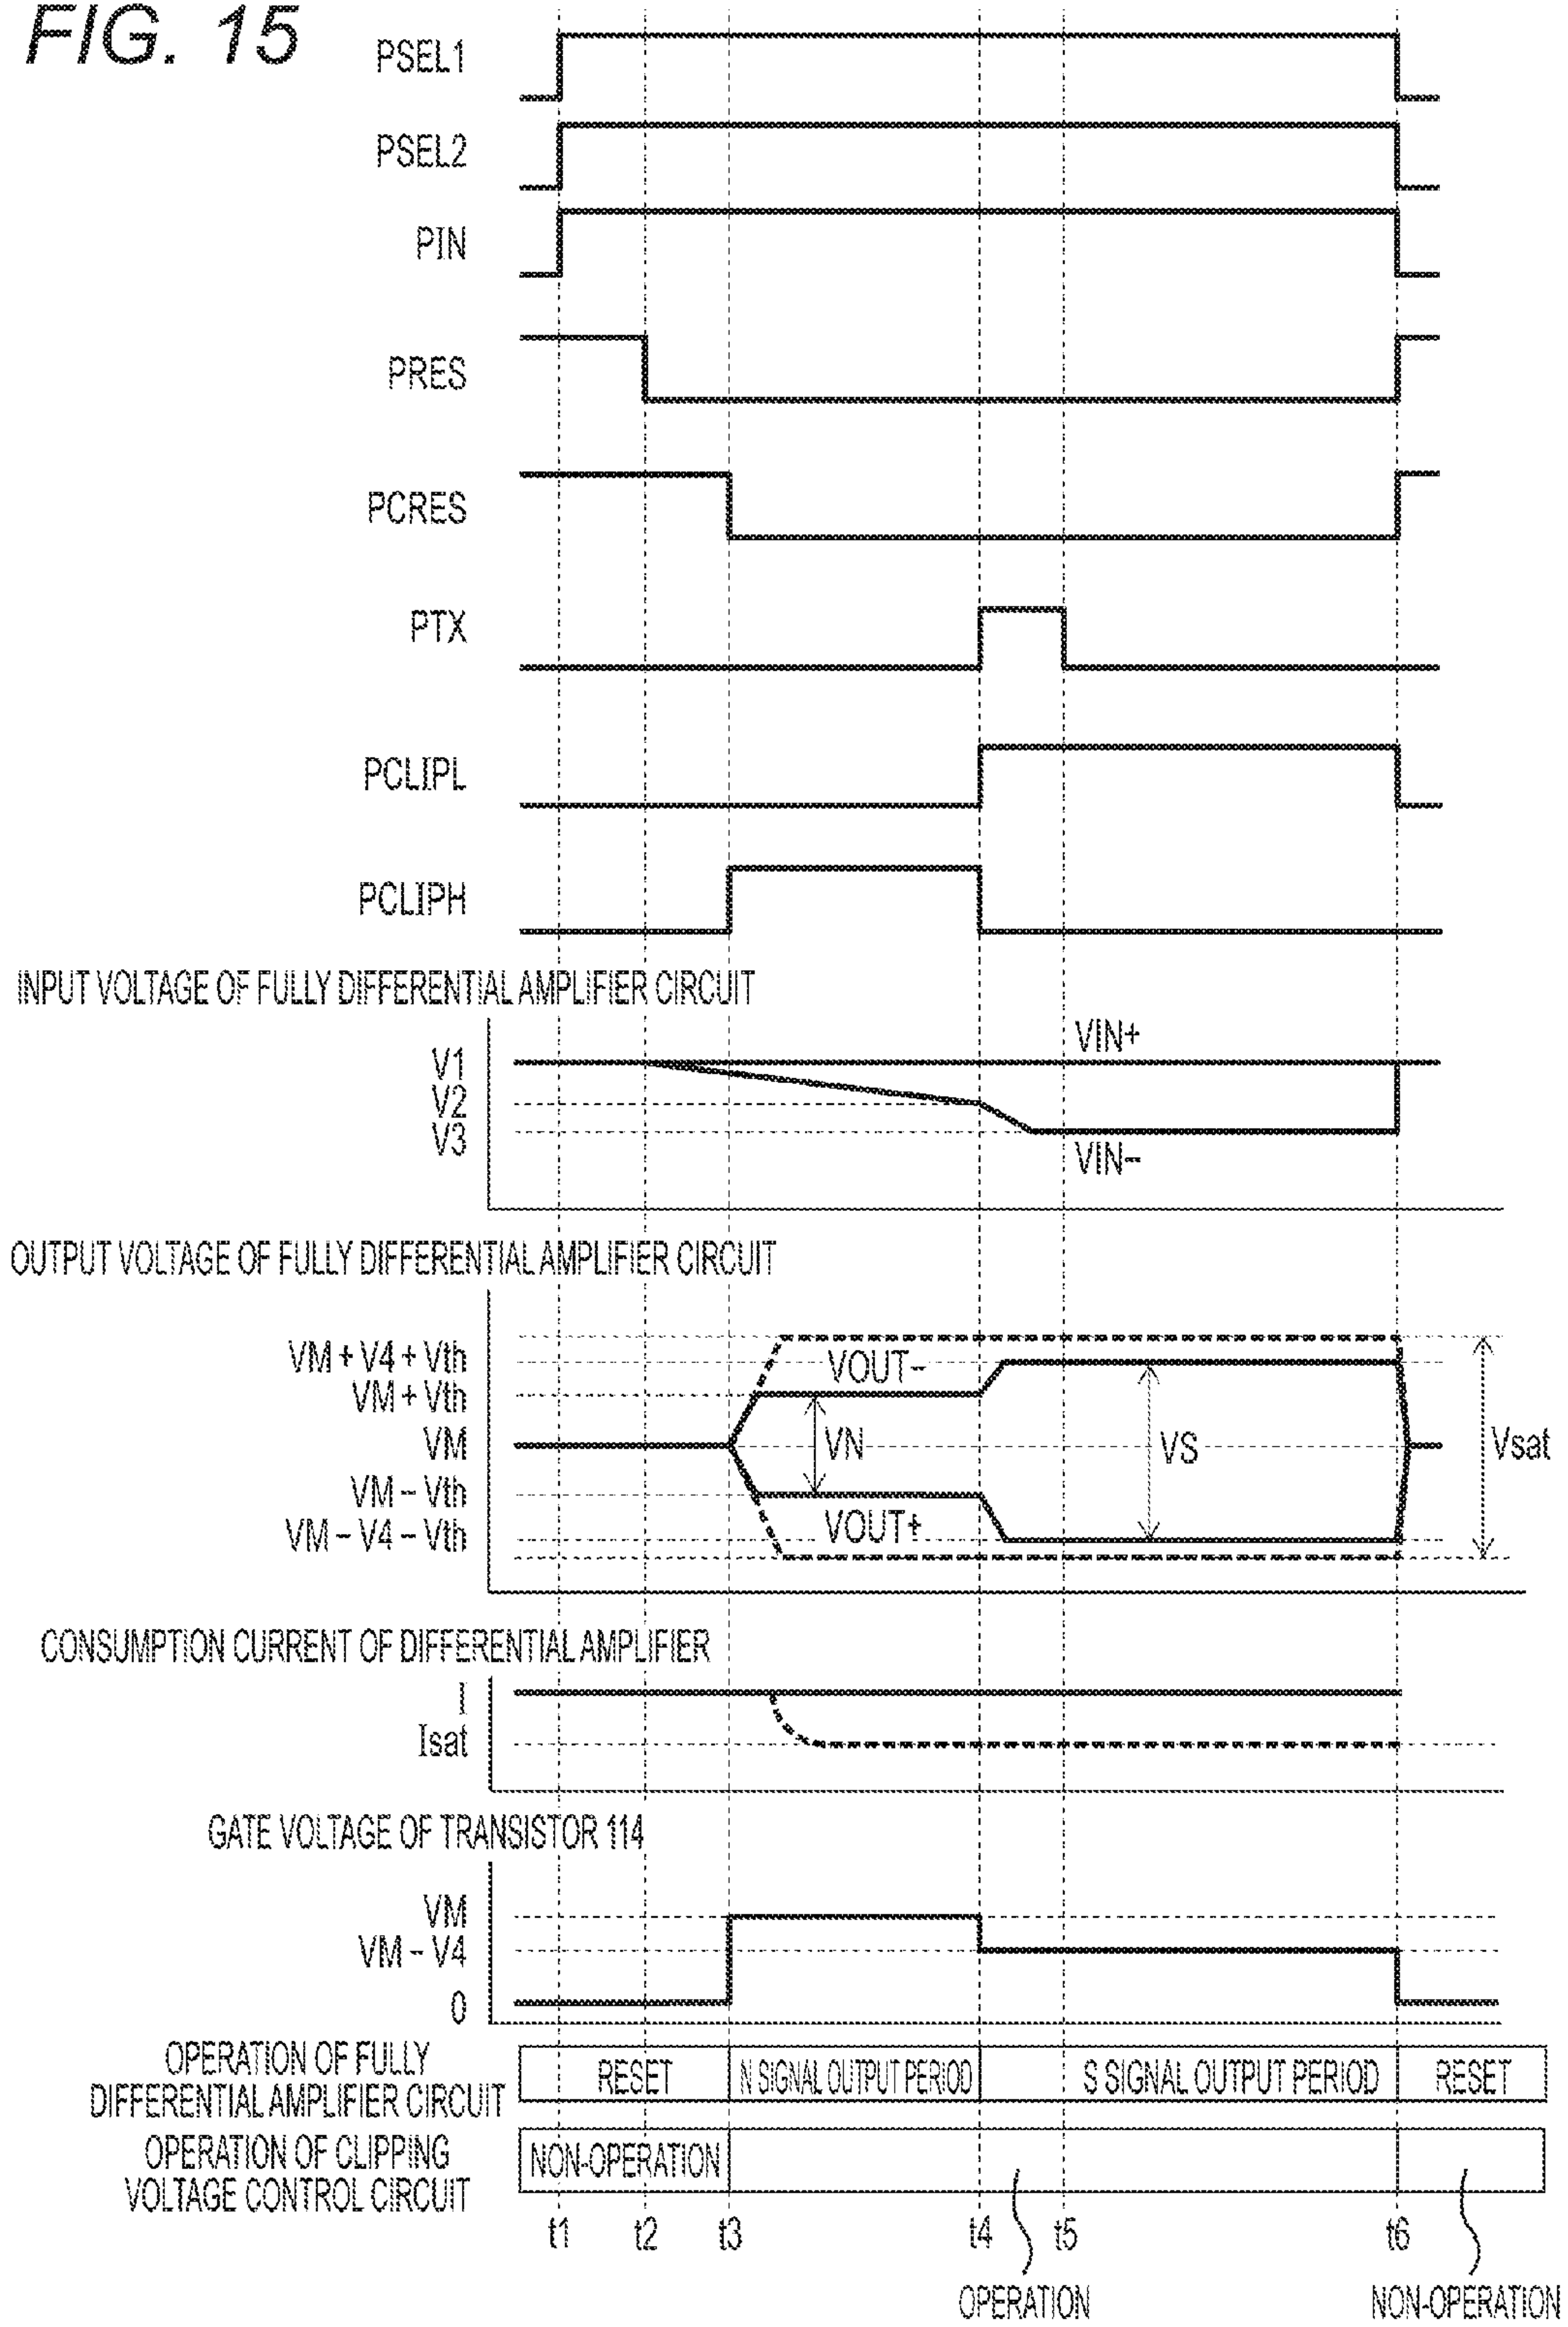 FIG. 15
PSEL1
PSEL2
PIN
PRES
PCRES
PTX
PCLIPL
PCLIPH
INPUT VOLTAGE OF FULLY DIFFERENTIAL AMPLIFIER CIRCUIT
VIN+
V1
V2
V3
VIN−
OUTPUT VOLTAGE OF FULLY DIFFERENTIAL AMPLIFIER CIRCUIT
VM + V4 + Vth
VOUT−
VM + Vth
VM
VN
VS
Vsat
VM − Vth
VOUT+
VM − V4 − Vth
CONSUMPTION CURRENT OF DIFFERENTIAL AMPLIFIER
I
Isat
GATE VOLTAGE OF TRANSISTOR 114
VM
VM − V4
0
OPERATION OF FULLY
DIFFERENTIAL AMPLIFIER CIRCUIT
RESET
N SIGNAL OUTPUT PERIOD
S SIGNAL OUTPUT PERIOD
RESET
OPERATION OF CLIPPING
VOLTAGE CONTROL CIRCUIT
NON-OPERATION
t1
t2
t3
t4
t5
t6
OPERATION
NON-OPERATION